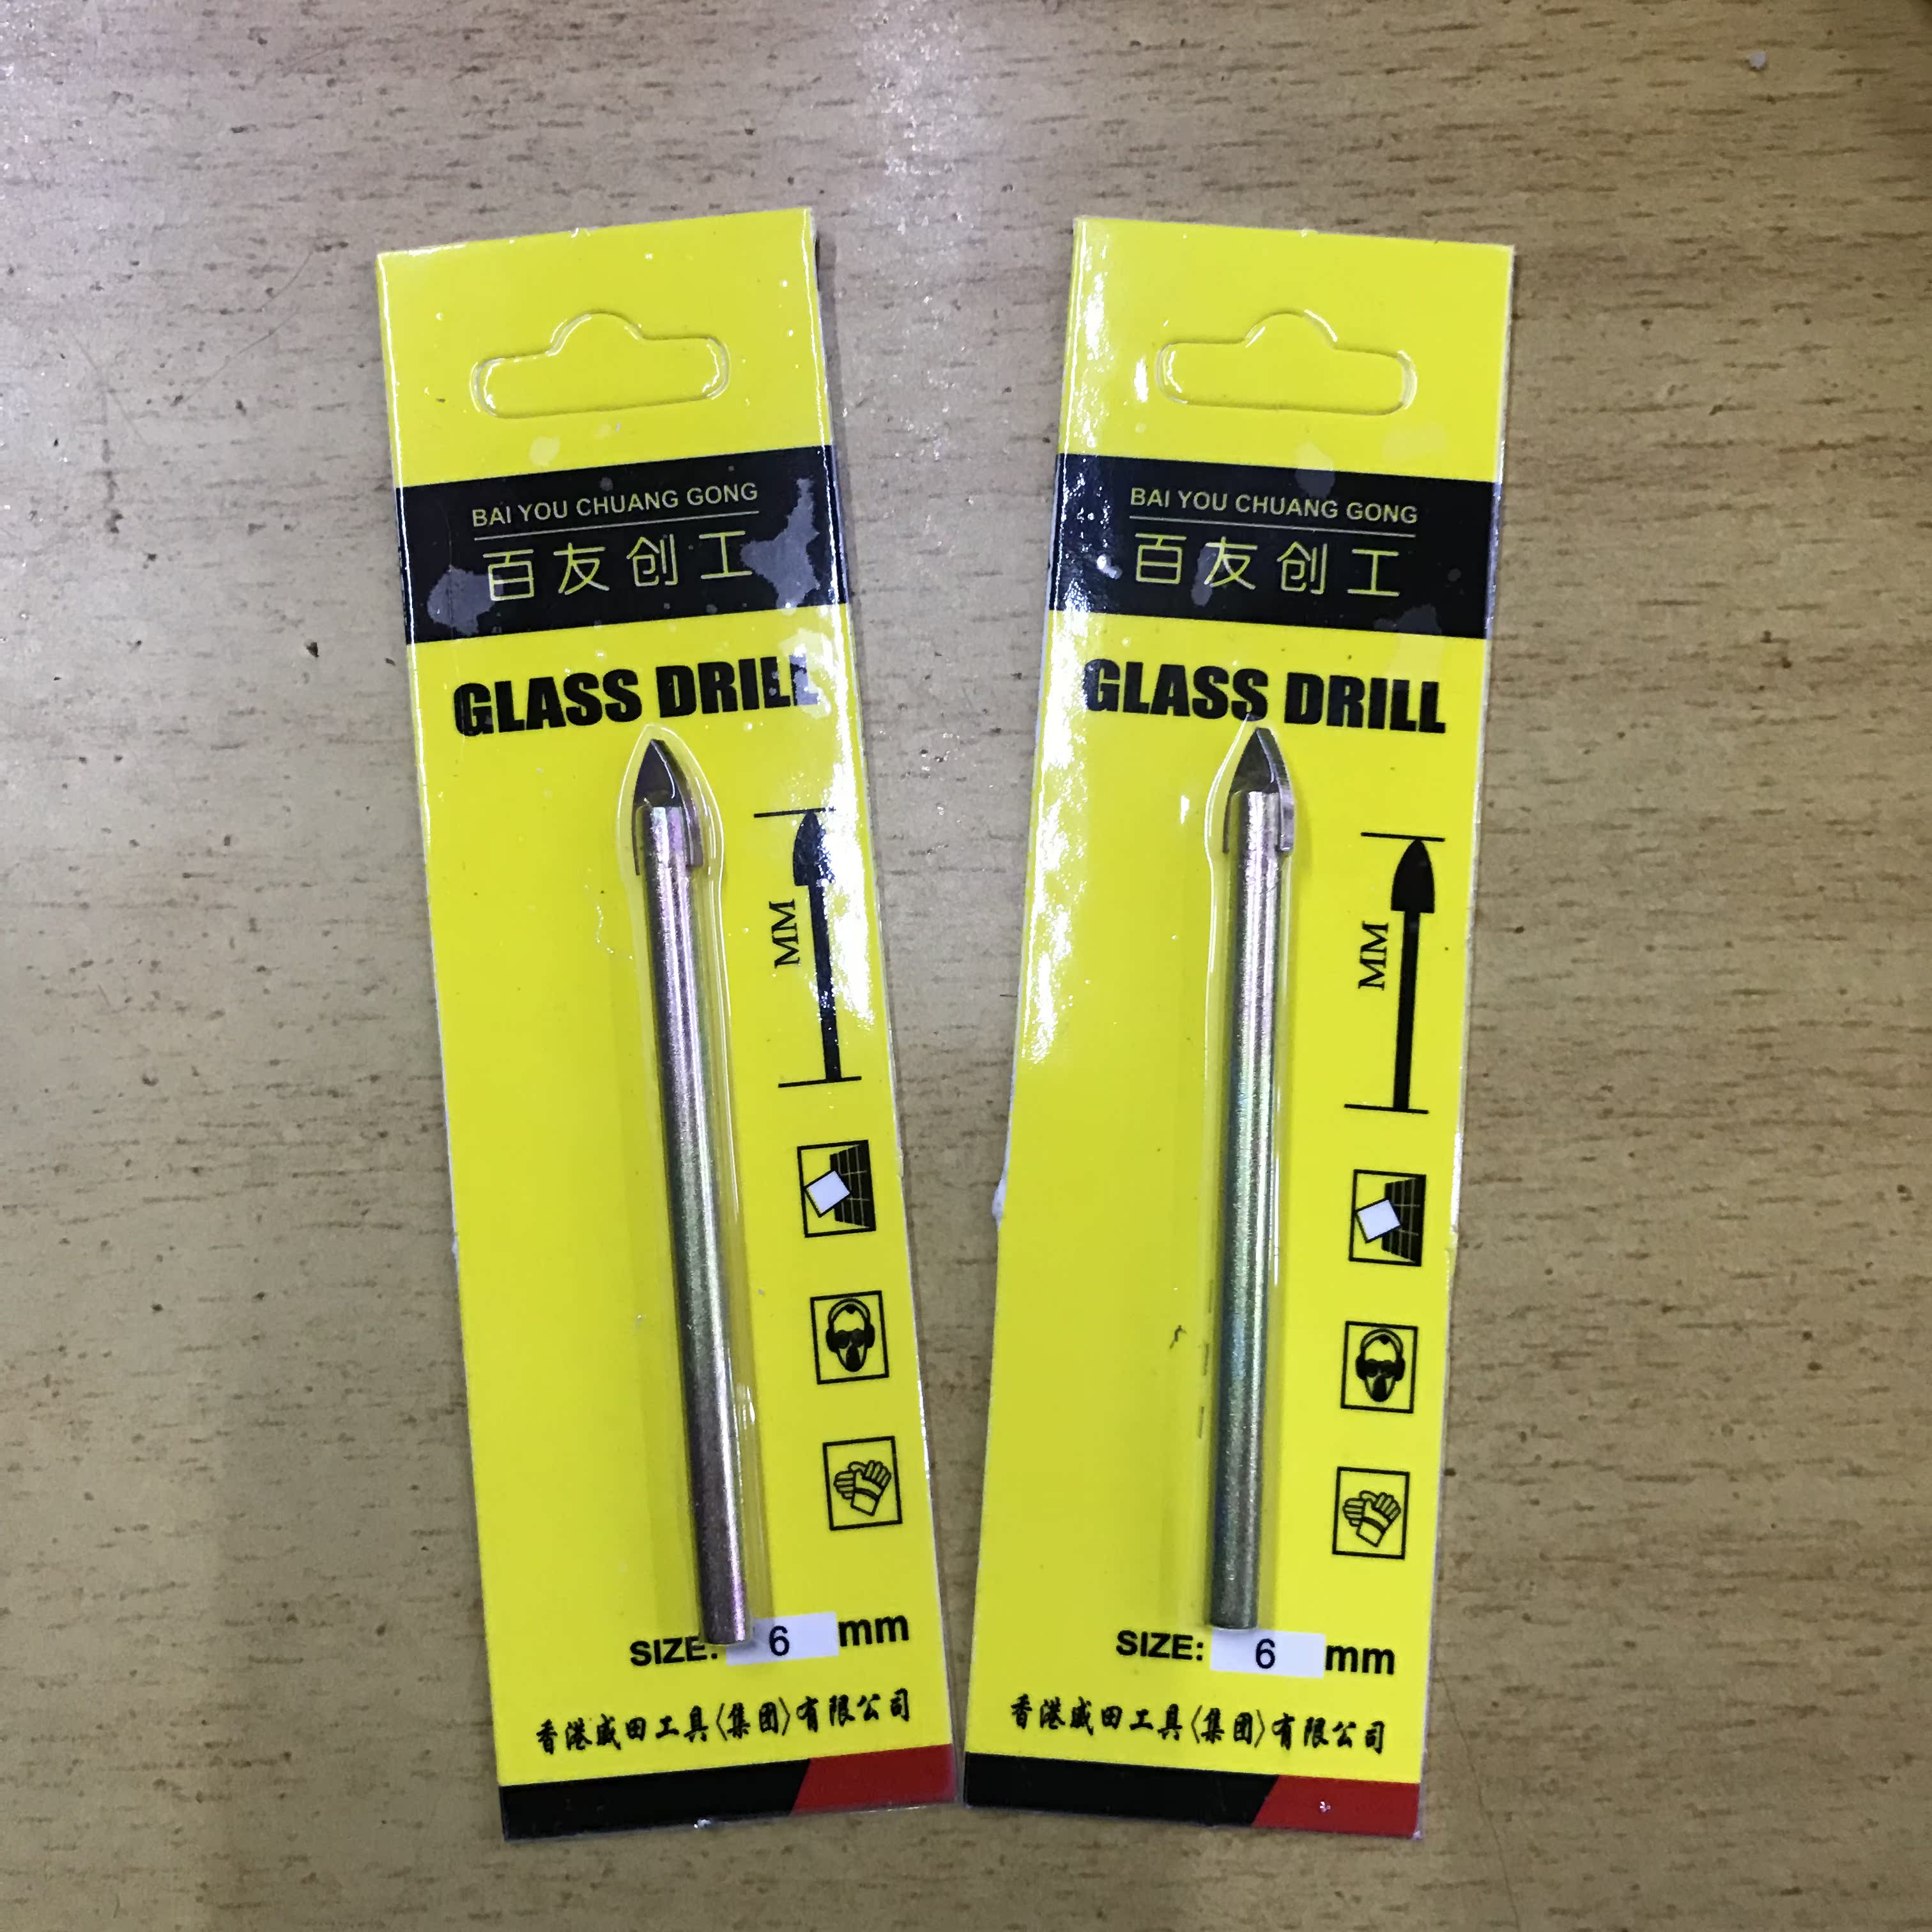 BAI YOU CHUANG GONG
百友创工
GLASS DRILL
MM
SIZE: 6 mm
香港威田工具〈集团〉有限公司
BAI YOU CHUANG GONG
百友创工
GLASS DRILL
MM
SIZE: 6 mm
香港威田工具〈集团〉有限公司